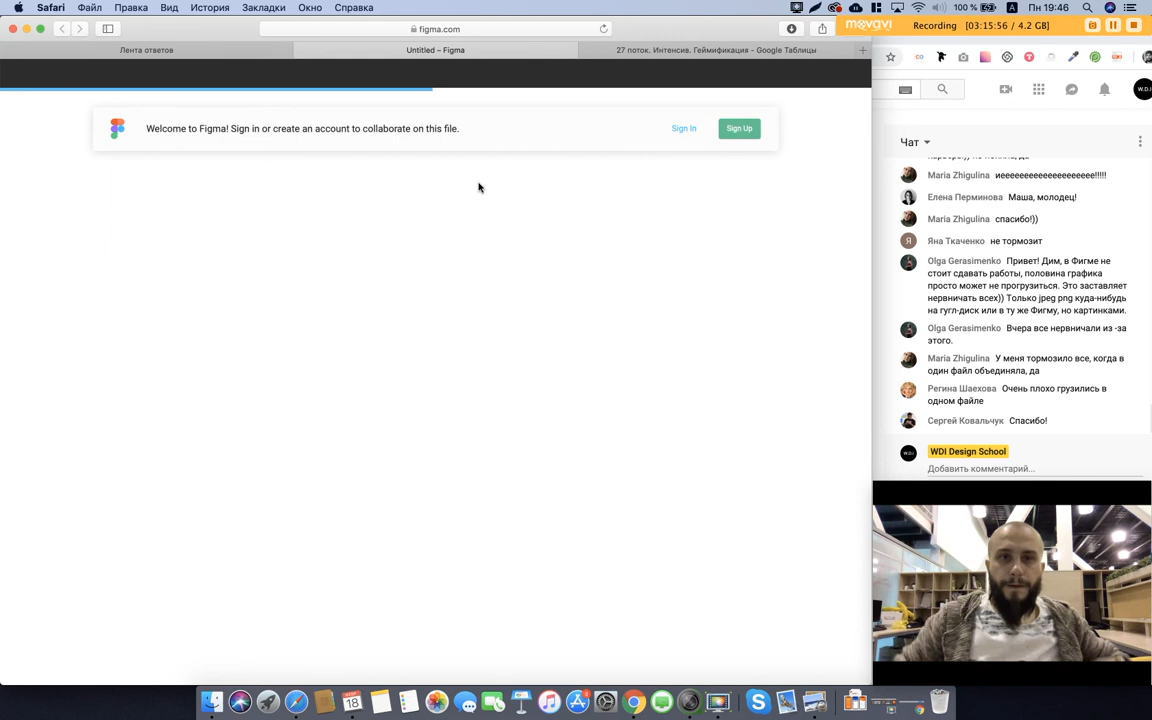 Safari Файл Правка Вид История Закладки Окно Справка
100 % A Пн 19:46
figma.com
movavi Recording [03:15:56 / 4.2 GB]
Лента ответов
Untitled – Figma
27 поток. Интенсив. Геймификация - Google Таблицы
Welcome to Figma! Sign in or create an account to collaborate on this file.
Sign In
Sign Up
W.D.I
Чат
Maria Zhigulina иееееееееееееееееееее!!!!!
Елена Перминова Маша, молодец!
Maria Zhigulina спасибо!))
Я Яна Ткаченко не тормозит
Olga Gerasimenko Привет! Дим, в Фигме не
стоит сдавать работы, половина графика
просто может не прогрузиться. Это заставляет
нервничать всех)) Только jpeg png куда-нибудь
на гугл-диск или в ту же Фигму, но картинками.
Olga Gerasimenko Вчера все нервничали из -за
этого.
Maria Zhigulina У меня тормозило все, когда в
один файл объединяла, да
Регина Шаехова Очень плохо грузились в
одном файле
Сергей Ковальчук Спасибо!
WDI Design School
Добавить комментарий...
18